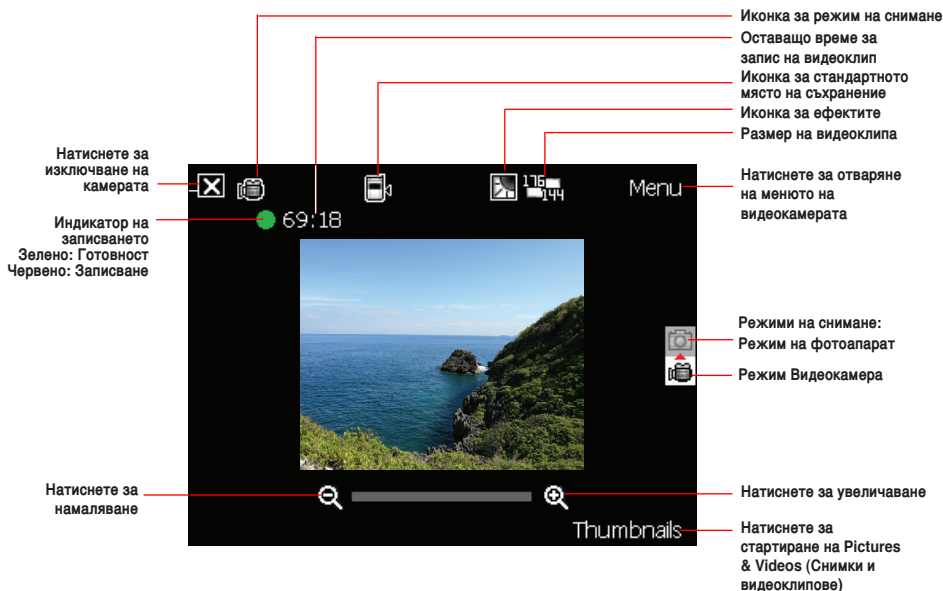 Иконка за режим на снимане
Оставащо време за
запис на видеоклип
Иконка за стандартното
място на съхранение
Иконка за ефектите
Размер на видеоклипа
Натиснете за
изключване на
камерата
Натиснете за отваряне
на менюто на
видеокамерата
176
144
Menu
Индикатор на
записването
Зелено: Готовност
Червено: Записване
69:18
Режими на снимане:
Режим на фотоапарат
Режим Видеокамера
Натиснете за
намаляване
Натиснете за увеличаване
Thumbnails
Натиснете за
стартиране на Pictures
& Videos (Снимки и
видеоклипове)